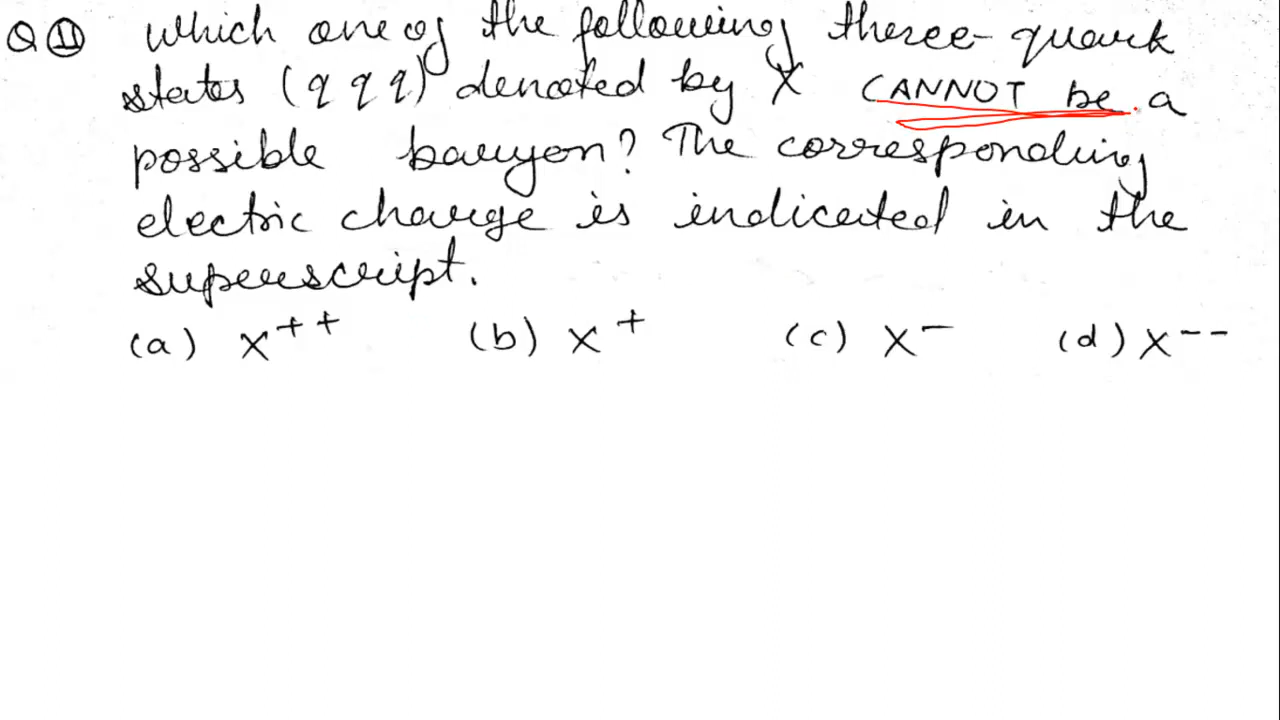 Q ⑪ Which one of the following three-quark
states (q q q) denoted by X CANNOT be a
possible baryon? The corresponding
electric charge is indicated in the
superscript.
(a) X⁺⁺ (b) X⁺ (c) X⁻ (d) X⁻⁻